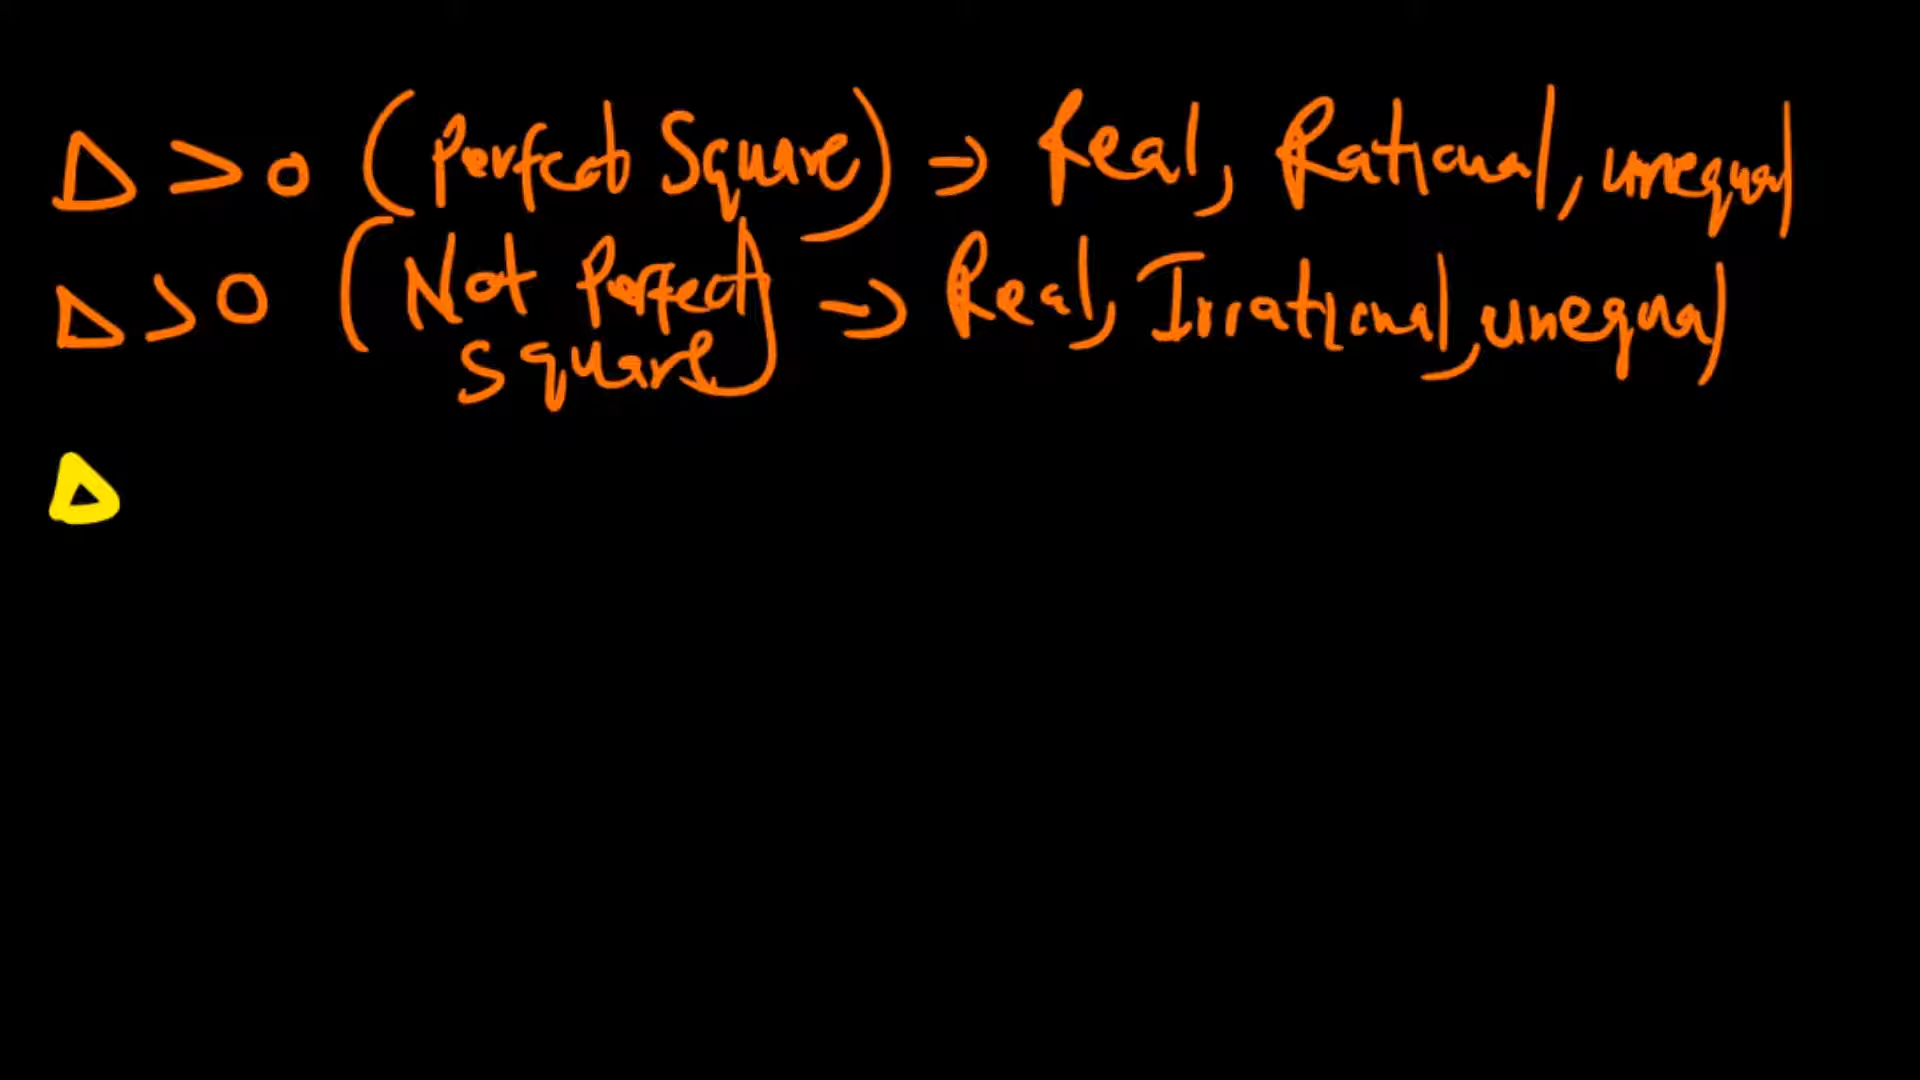 Δ > 0 (Perfect Square) → Real, Rational, unequal
Δ > 0 (Not Perfect → Real, Irrational, unequal
Square)
Δ